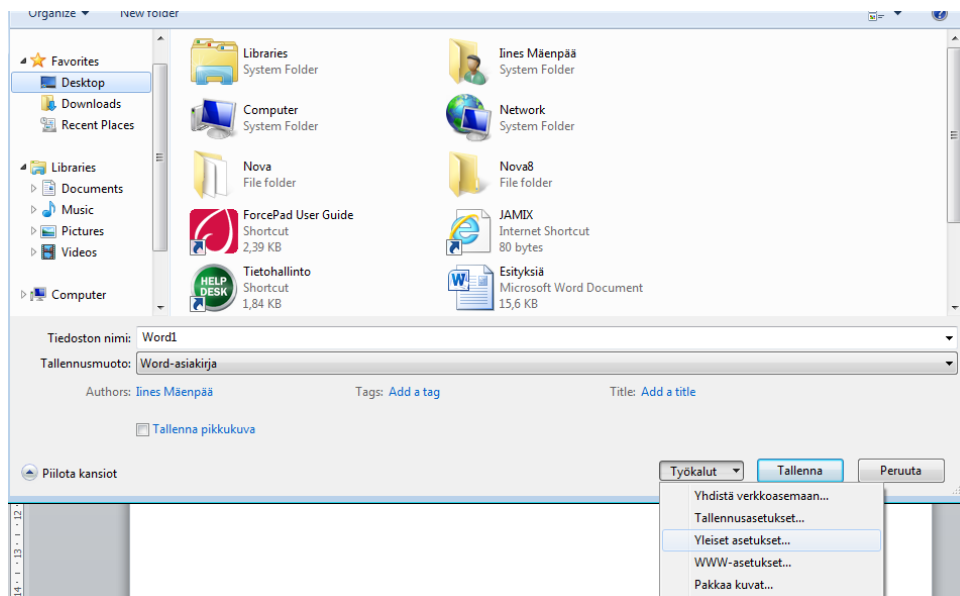 Organize New folder
Favorites
Desktop
Downloads
Recent Places
Libraries
Documents
Music
Pictures
Videos
Computer
Libraries
System Folder
Iines Mäenpää
System Folder
Computer
System Folder
Network
System Folder
Nova
File folder
Nova8
File folder
ForcePad User Guide
Shortcut
2,39 KB
JAMIX
Internet Shortcut
80 bytes
HELP
DESK
Tietohallinto
Shortcut
1,84 KB
Esityksiä
Microsoft Word Document
15,6 KB
Tiedoston nimi: Word1
Tallennusmuoto: Word-asiakirja
Authors: Iines Mäenpää Tags: Add a tag Title: Add a title
Tallenna pikkukuva
Piilota kansiot Työkalut Tallenna Peruuta
Yhdistä verkkoasemaan...
Tallennusasetukset...
Yleiset asetukset...
WWW-asetukset...
Pakkaa kuvat...
12
13
14